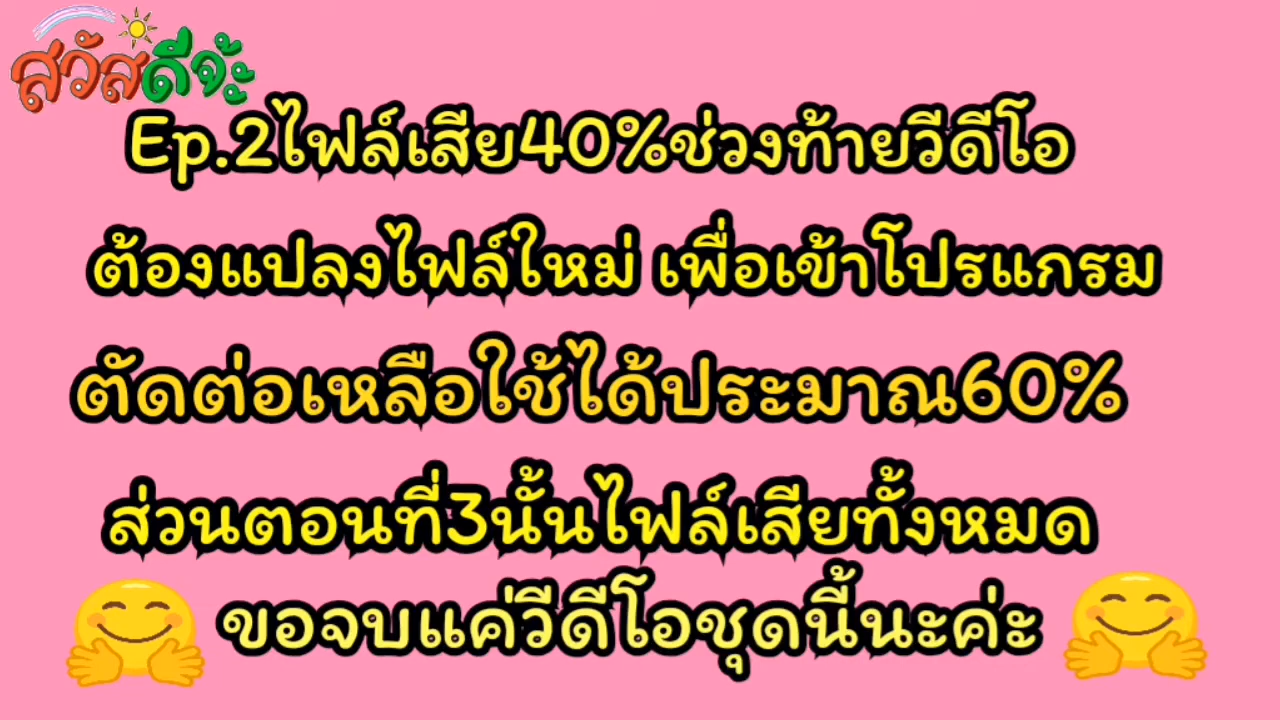 สวัสดีจ้ะ
Ep.2ไฟล์เสีย40%ช่วงท้ายวีดีโอ
ต้องแปลงไฟล์ใหม่ เพื่อเข้าโปรแกรม
ตัดต่อเหลือใช้ได้ประมาณ60%
ส่วนตอนที่3นั้นไฟล์เสียทั้งหมด
ขอจบแค่วีดีโอชุดนี้นะค่ะ